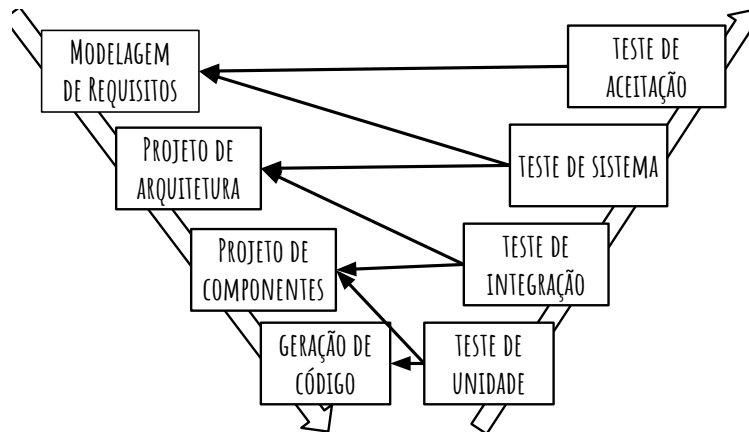 Modelagem
de Requisitos
teste de
aceitação
Projeto de
arquitetura
teste de sistema
Projeto de
componentes
teste de
integração
geração de
código
teste de
unidade